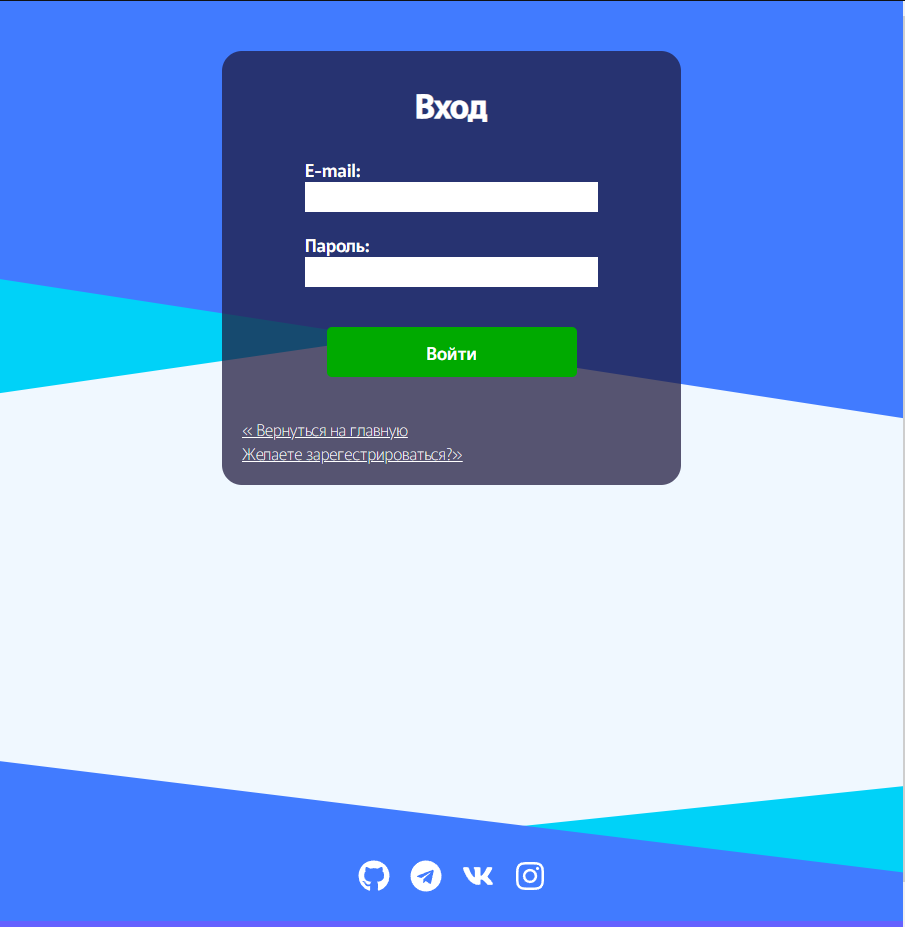 Вход
E-mail:
Пароль:
Войти
« Вернуться на главную
Желаете зарегестрироваться?»